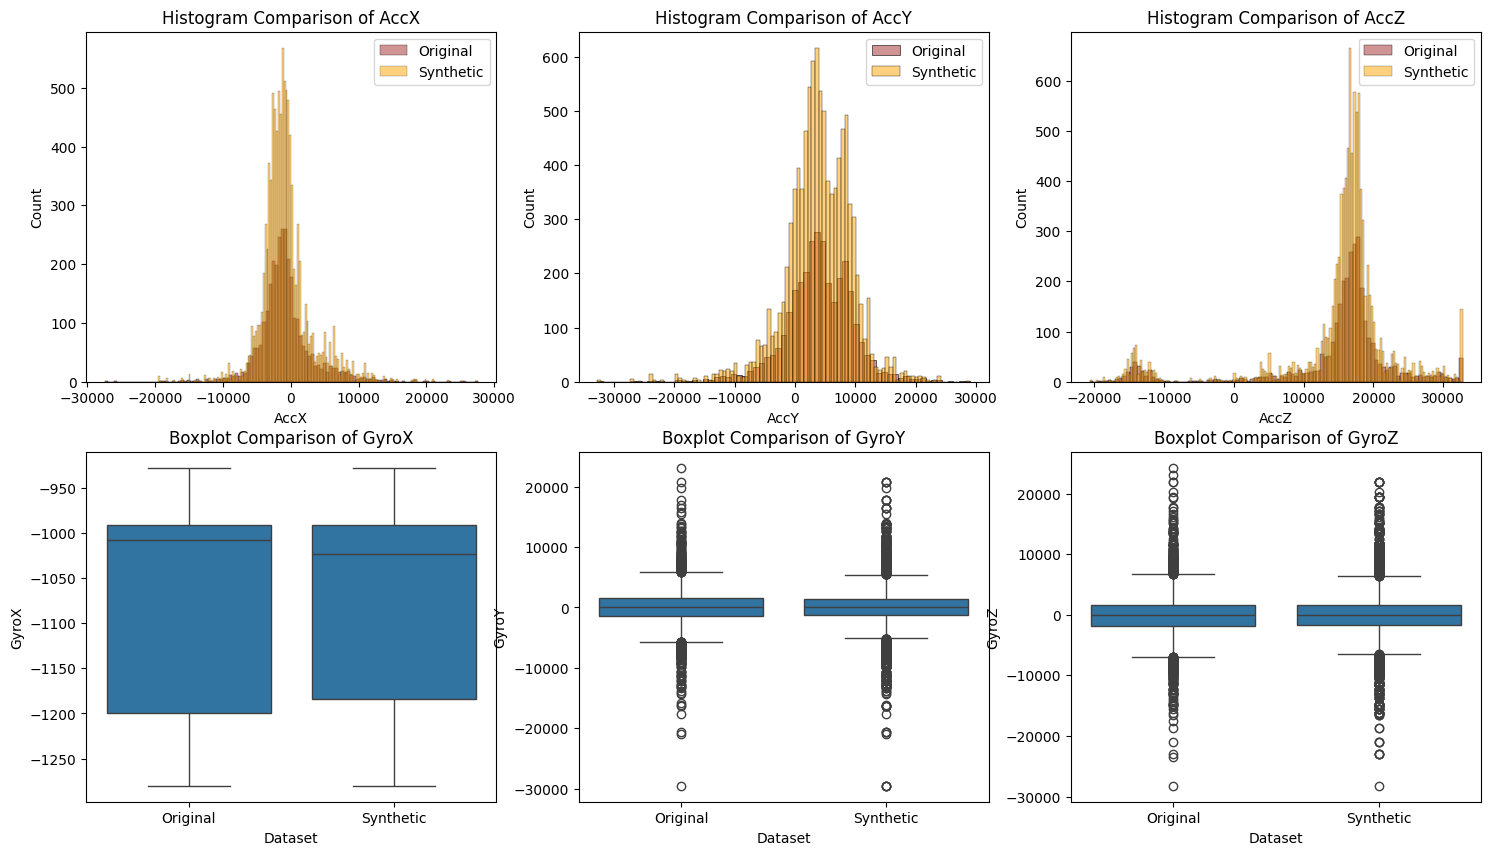 Histogram Comparison of AccX
Original
Synthetic
Count
500
400
300
200
100
0
−30000 −20000 −10000 0 10000 20000 30000
AccX
Histogram Comparison of AccY
Original
Synthetic
Count
600
500
400
300
200
100
0
−30000 −20000 −10000 0 10000 20000 30000
AccY
Histogram Comparison of AccZ
Original
Synthetic
Count
600
500
400
300
200
100
0
−20000 −10000 0 10000 20000 30000
AccZ
Boxplot Comparison of GyroX
GyroX
−950
−1000
−1050
−1100
−1150
−1200
−1250
Original Synthetic
Dataset
Boxplot Comparison of GyroY
GyroY
20000
10000
0
−10000
−20000
−30000
Original Synthetic
Dataset
Boxplot Comparison of GyroZ
GyroZ
20000
10000
0
−10000
−20000
−30000
Original Synthetic
Dataset